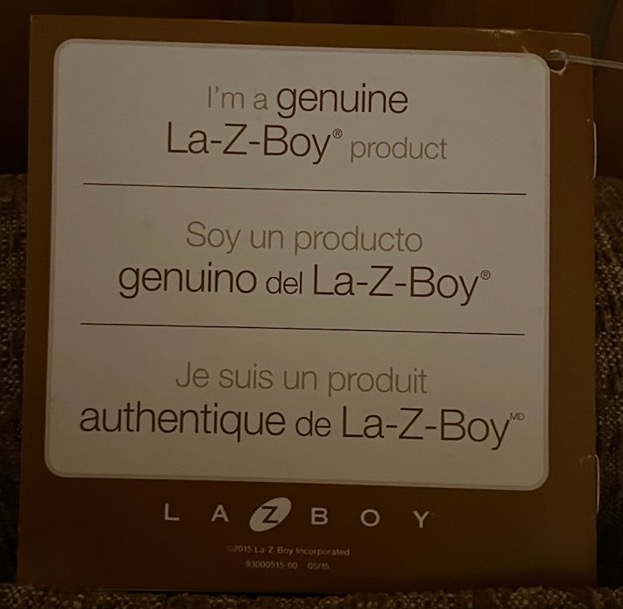 I'm a genuine
La-Z-Boy® product
Soy un producto
genuino del La-Z-Boy®
Je suis un produit
authentique de La-Z-Boy MD
L A Z B O Y
©2015 La-Z-Boy Incorporated
93000515-00 05/15